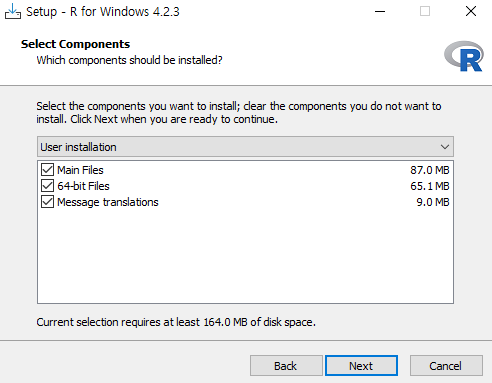 Setup - R for Windows 4.2.3
Select Components
Which components should be installed?
R
Select the components you want to install; clear the components you do not want to
install. Click Next when you are ready to continue.
User installation
Main Files 87.0 MB
64-bit Files 65.1 MB
Message translations 9.0 MB
Current selection requires at least 164.0 MB of disk space.
Back Next Cancel